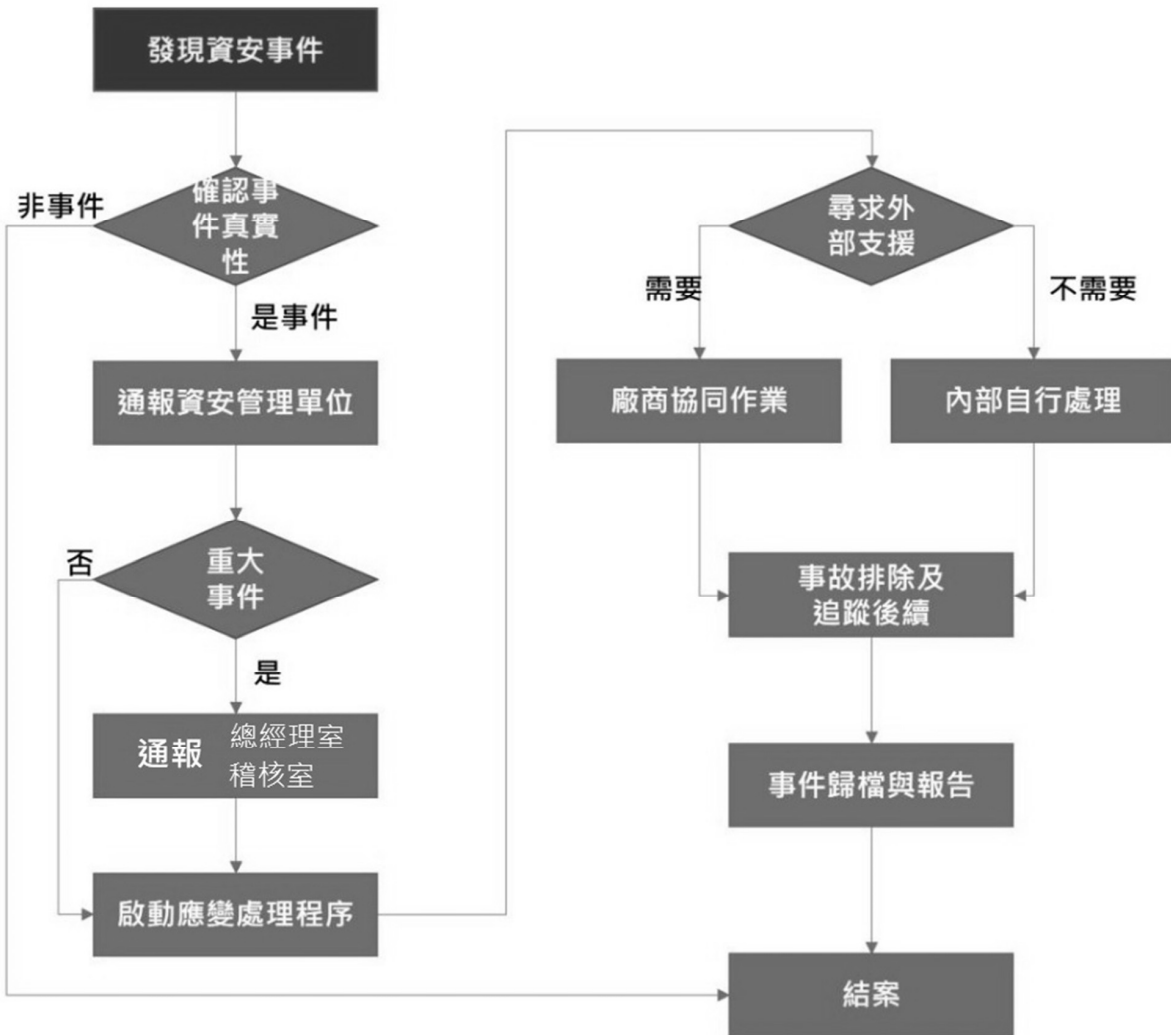 發現資安事件
確認事
件真實
性
非事件
是事件
通報資安管理單位
重大
事件
否
是
通報
總經理室
稽核室
啟動應變處理程序
尋求外
部支援
需要
不需要
廠商協同作業
內部自行處理
事故排除及
追蹤後續
事件歸檔與報告
結案